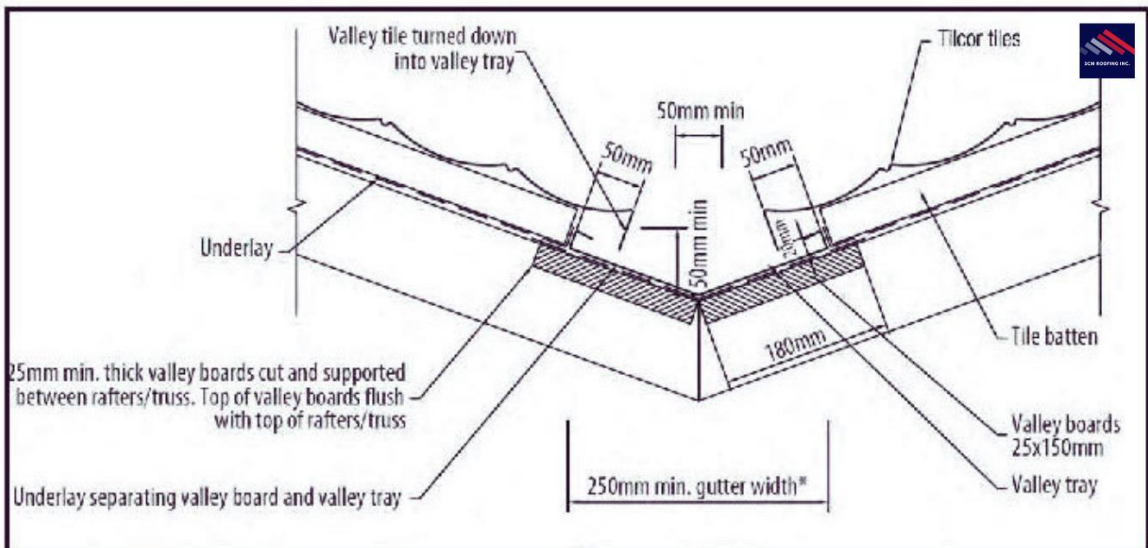 Valley tile turned down
into valley tray
Tilcor tiles
SCN ROOFING INC.
50mm min
50mm
50mm
50mm min
20mm
Underlay
180mm
Tile batten
25mm min. thick valley boards cut and supported
between rafters/truss. Top of valley boards flush
with top of rafters/truss
Valley boards
25x150mm
Underlay separating valley board and valley tray
250mm min. gutter width*
Valley tray